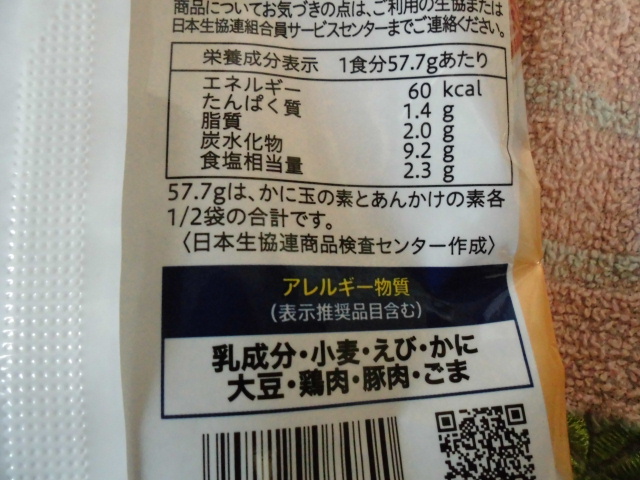 商品についてお気づきの点は、ご利用の生協または
日本生協連組合員サービスセンターまでご連絡ください。
栄養成分表示 1食分57.7gあたり
エネルギー 60 kcal
たんぱく質 1.4 g
脂質 2.0 g
炭水化物 9.2 g
食塩相当量 2.3 g
57.7gは、かに玉の素とあんかけの素各
1/2袋の合計です。
〈日本生協連商品検査センター作成〉
アレルギー物質
(表示推奨品目含む)
乳成分・小麦・えび・かに
大豆・鶏肉・豚肉・ごま